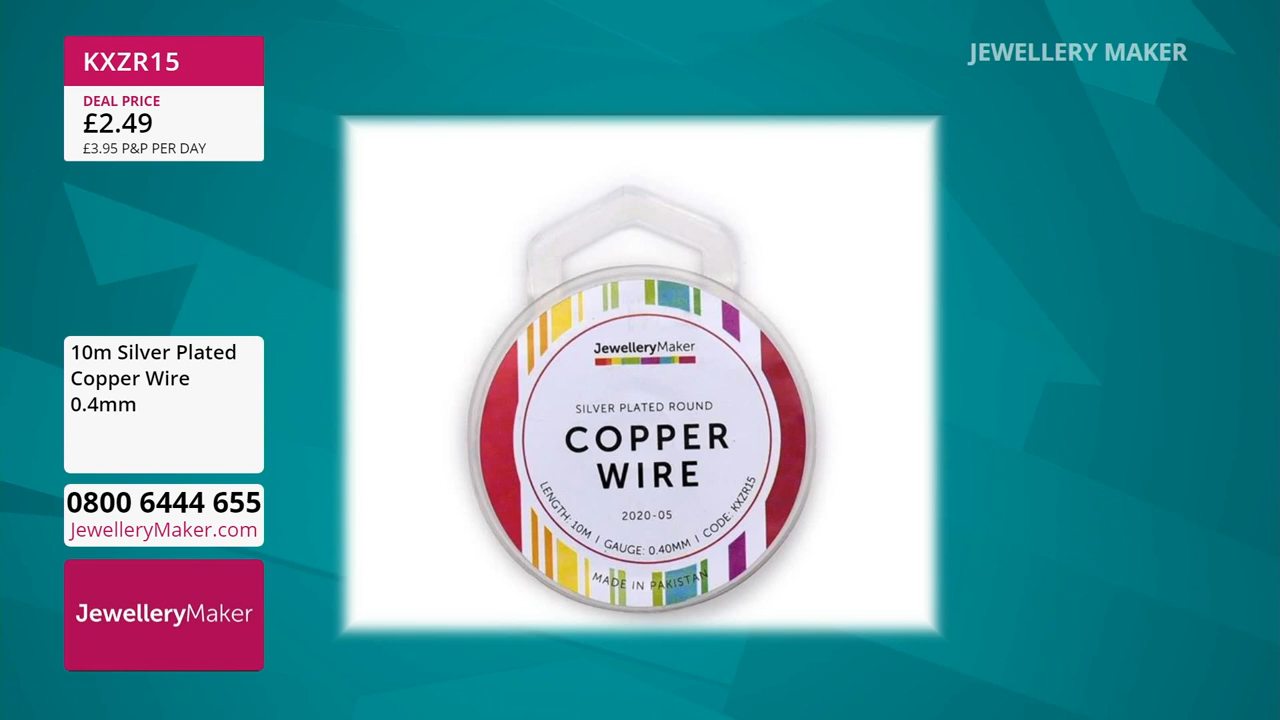 KXZR15
DEAL PRICE
£2.49
£3.95 P&P PER DAY
JEWELLERY MAKER
10m Silver Plated
Copper Wire
0.4mm
0800 6444 655
JewelleryMaker.com
JewelleryMaker
JewelleryMaker
SILVER PLATED ROUND
COPPER
WIRE
2020-05
LENGTH: 10M | GAUGE: 0.40MM | CODE: KXZR15
MADE IN PAKISTAN